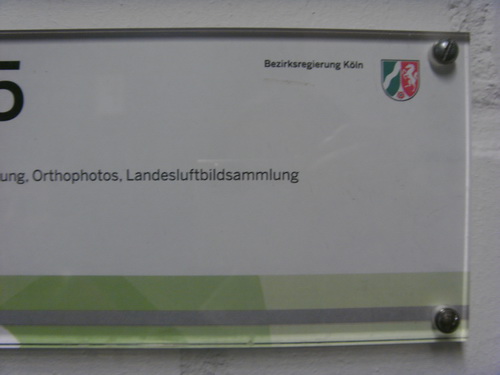 Bezirksregierung Köln
5
ung, Orthophotos, Landesluftbildsammlung